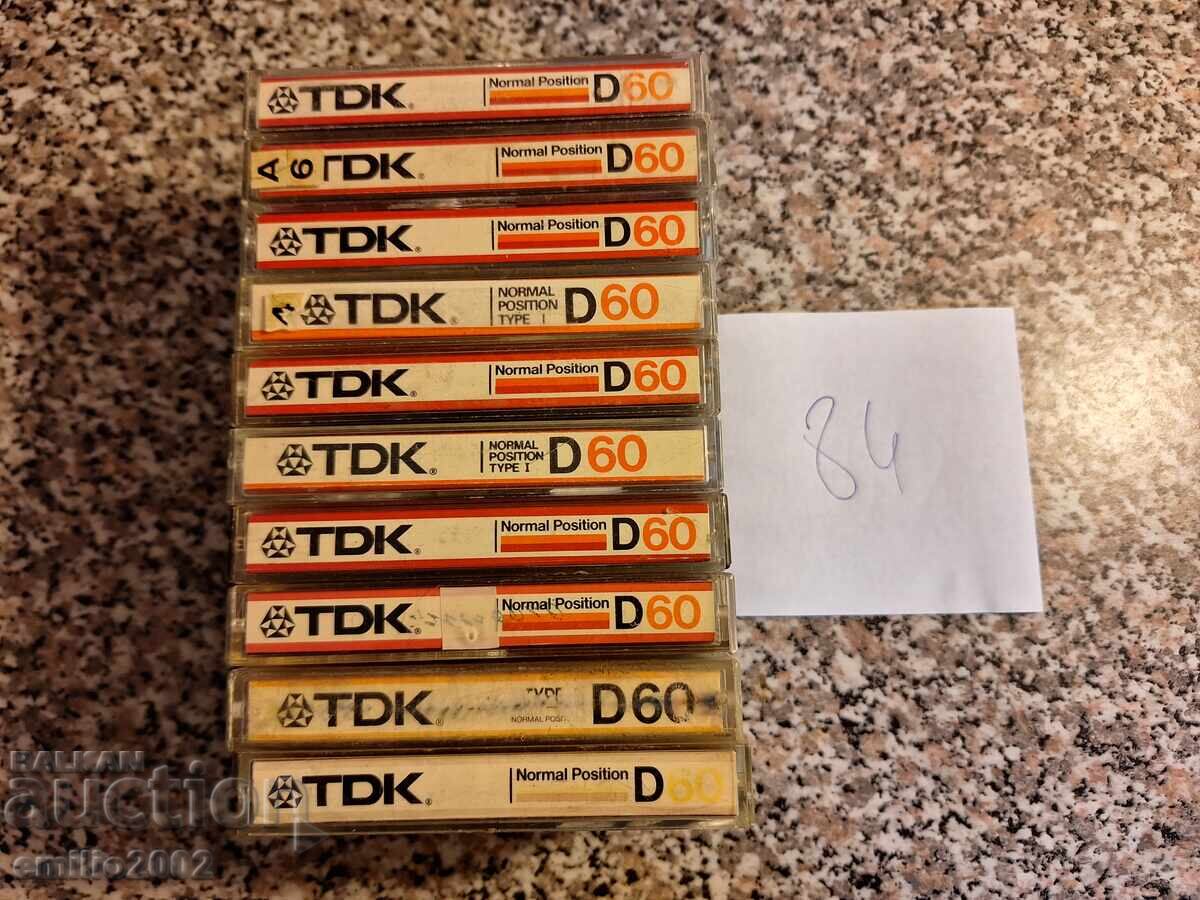 TDK® Normal Position D60
A 6 TDK® Normal Position D60
TDK® Normal Position D60
TDK® NORMAL POSITION TYPE I D60
TDK® Normal Position D60
TDK® NORMAL POSITION TYPE I D60
TDK® Normal Position D60
TDK® Normal Position D60
TDK® TYPE NORMAL D60
TDK® Normal Position D60
84
BALKAN
auction
emilio2002